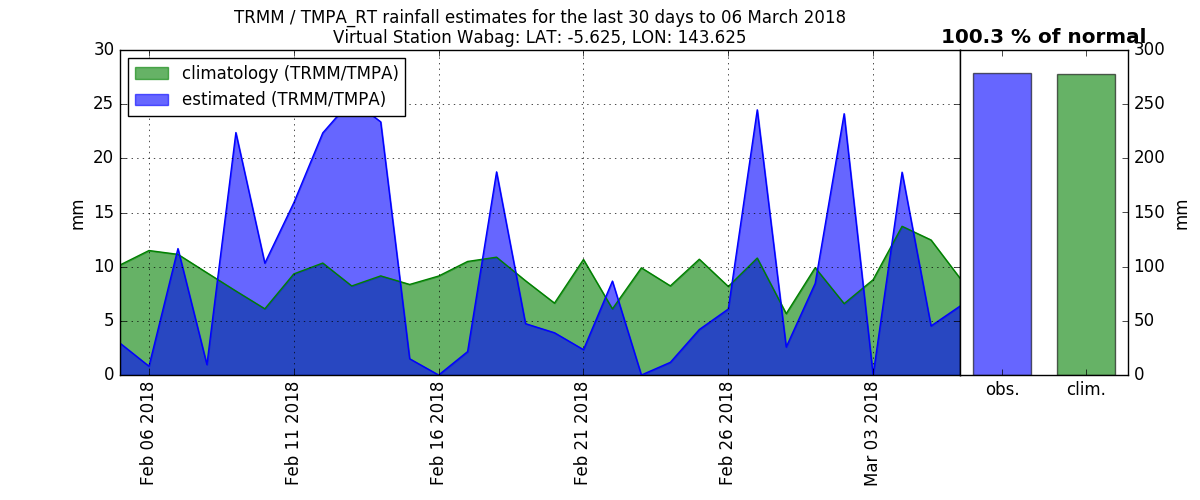 TRMM / TMPA_RT rainfall estimates for the last 30 days to 06 March 2018
Virtual Station Wabag: LAT: -5.625, LON: 143.625
100.3 % of normal
climatology (TRMM/TMPA)
estimated (TRMM/TMPA)
30
25
20
15
10
5
0
mm
300
250
200
150
100
50
0
mm
Feb 06 2018
Feb 11 2018
Feb 16 2018
Feb 21 2018
Feb 26 2018
Mar 03 2018
obs.
clim.